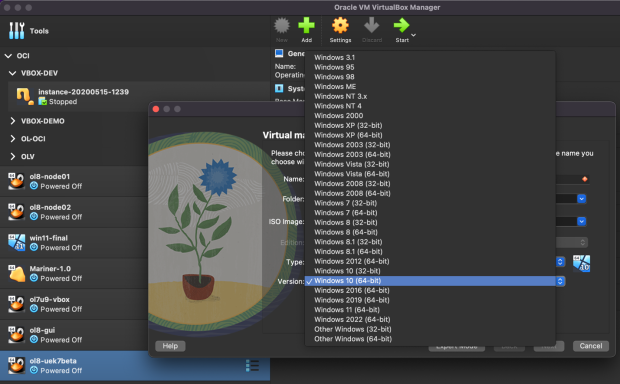 Oracle VM VirtualBox Manager
Tools
New
Add
Settings
Discard
Start
OCI
VBOX-DEV
instance-20200515-1239
Stopped
VBOX-DEMO
OL-OCI
OLV
ol8-node01
Powered Off
ol8-node02
Powered Off
win11-final
Powered Off
Mariner-1.0
Powered Off
ol7u9-vbox
Powered Off
ol8-gui
Powered Off
ol8-uek7beta
Powered Off
Gene
Name:
Operatin
Syste
Virtual ma
Please cho
choose wi
e name you
Name:
Folder:
ISO Image:
Edition:
Type:
Version:
Windows 3.1
Windows 95
Windows 98
Windows ME
Windows NT 3.x
Windows NT 4
Windows 2000
Windows XP (32-bit)
Windows XP (64-bit)
Windows 2003 (32-bit)
Windows 2003 (64-bit)
Windows Vista (32-bit)
Windows Vista (64-bit)
Windows 2008 (32-bit)
Windows 2008 (64-bit)
Windows 7 (32-bit)
Windows 7 (64-bit)
Windows 8 (32-bit)
Windows 8 (64-bit)
Windows 8.1 (32-bit)
Windows 8.1 (64-bit)
Windows 2012 (64-bit)
Windows 10 (32-bit)
✓ Windows 10 (64-bit)
Windows 2016 (64-bit)
Windows 2019 (64-bit)
Windows 11 (64-bit)
Windows 2022 (64-bit)
Other Windows (32-bit)
Other Windows (64-bit)
Help
Expert Mode
Cancel